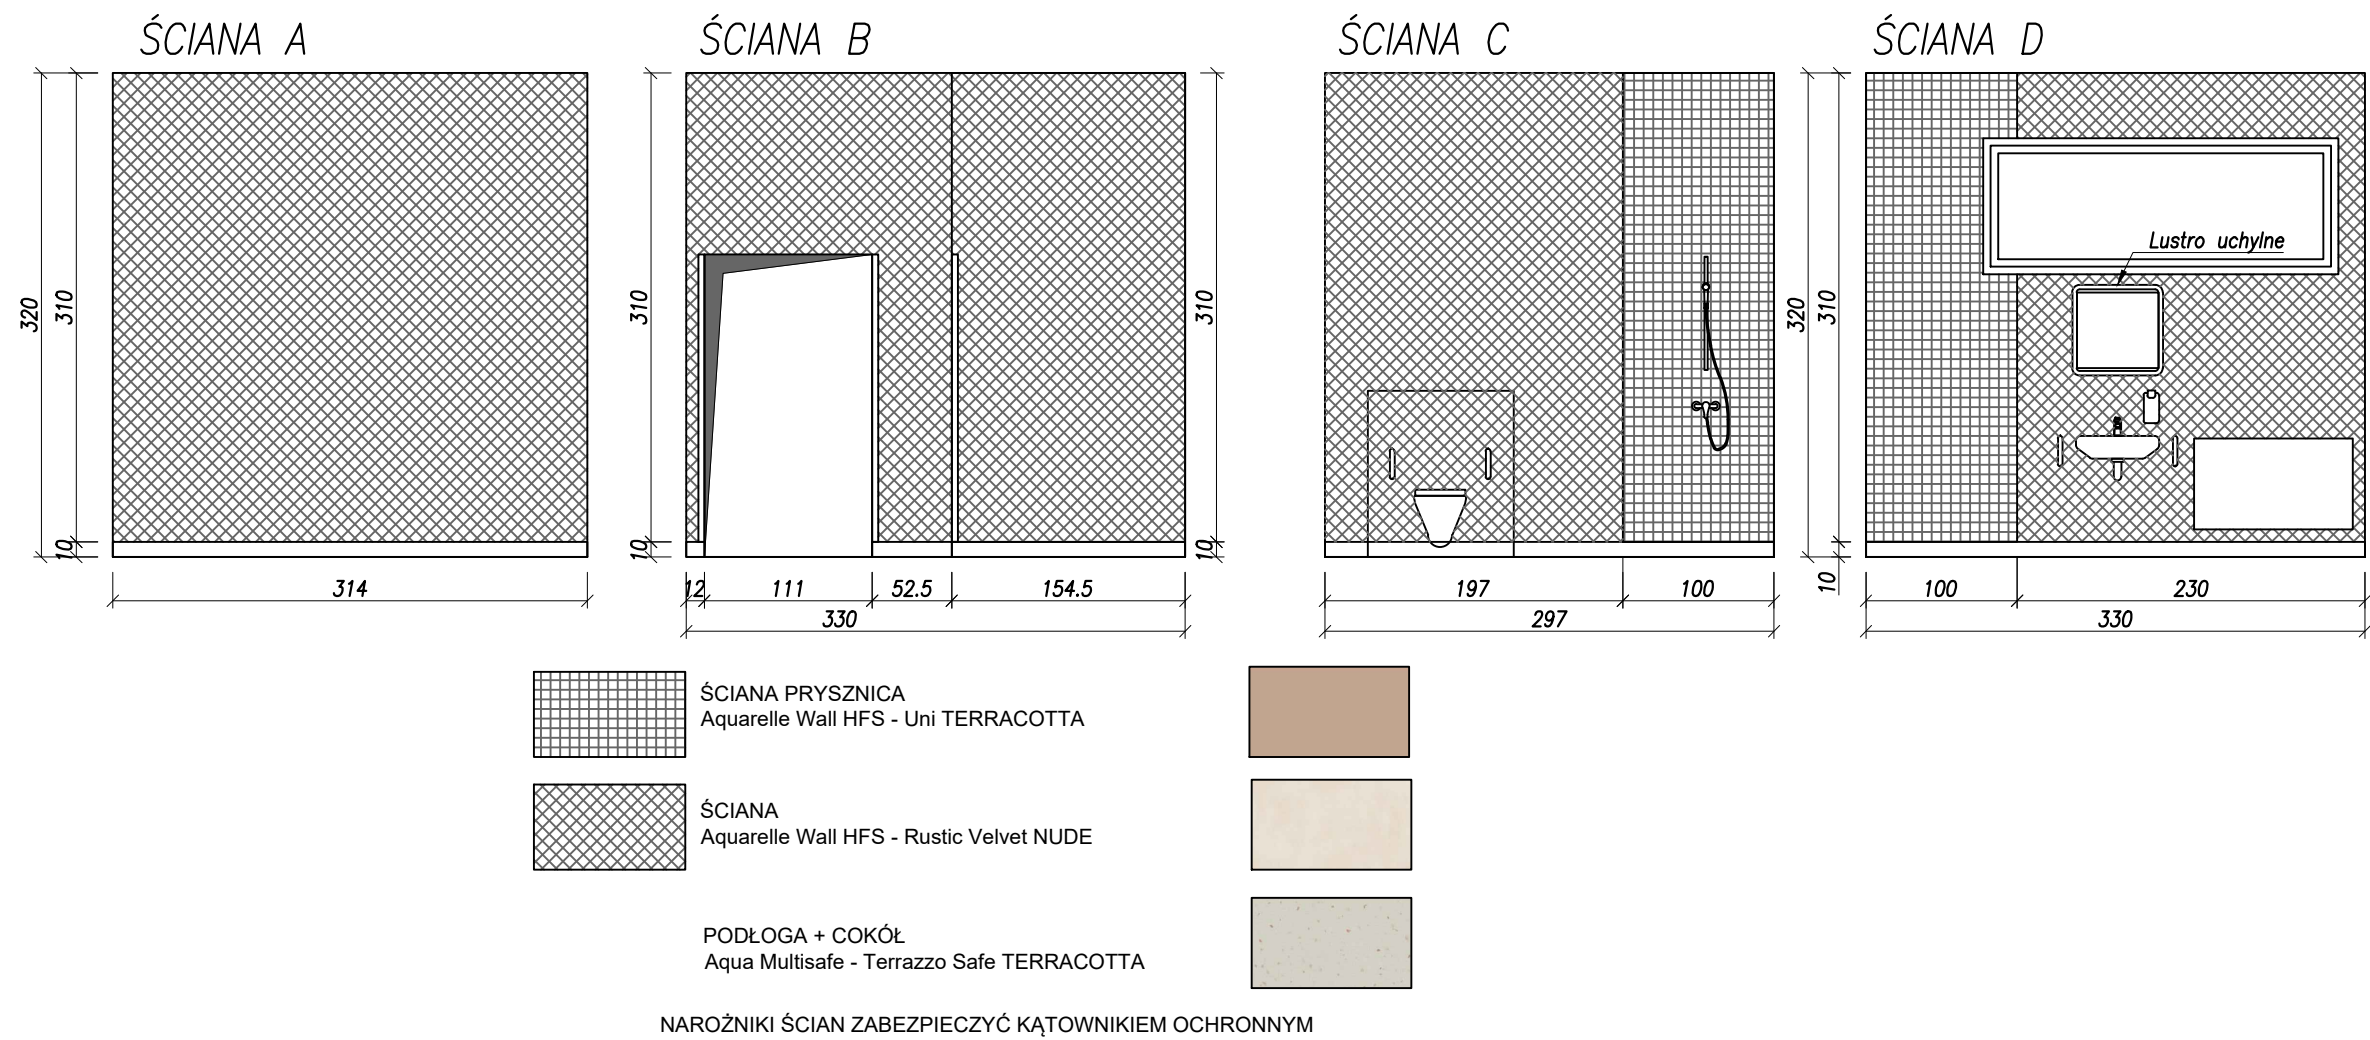 ŚCIANA A
ŚCIANA B
ŚCIANA C
ŚCIANA D
320
310
10
314
310
10
12
111
52.5
154.5
330
310
10
197
100
297
320
310
10
Lustro uchylne
100
230
330
ŚCIANA PRYSZNICA
Aquarelle Wall HFS - Uni TERRACOTTA
ŚCIANA
Aquarelle Wall HFS - Rustic Velvet NUDE
PODŁOGA + COKÓŁ
Aqua Multisafe - Terrazzo Safe TERRACOTTA
NAROŻNIKI ŚCIAN ZABEZPIECZYĆ KĄTOWNIKIEM OCHRONNYM